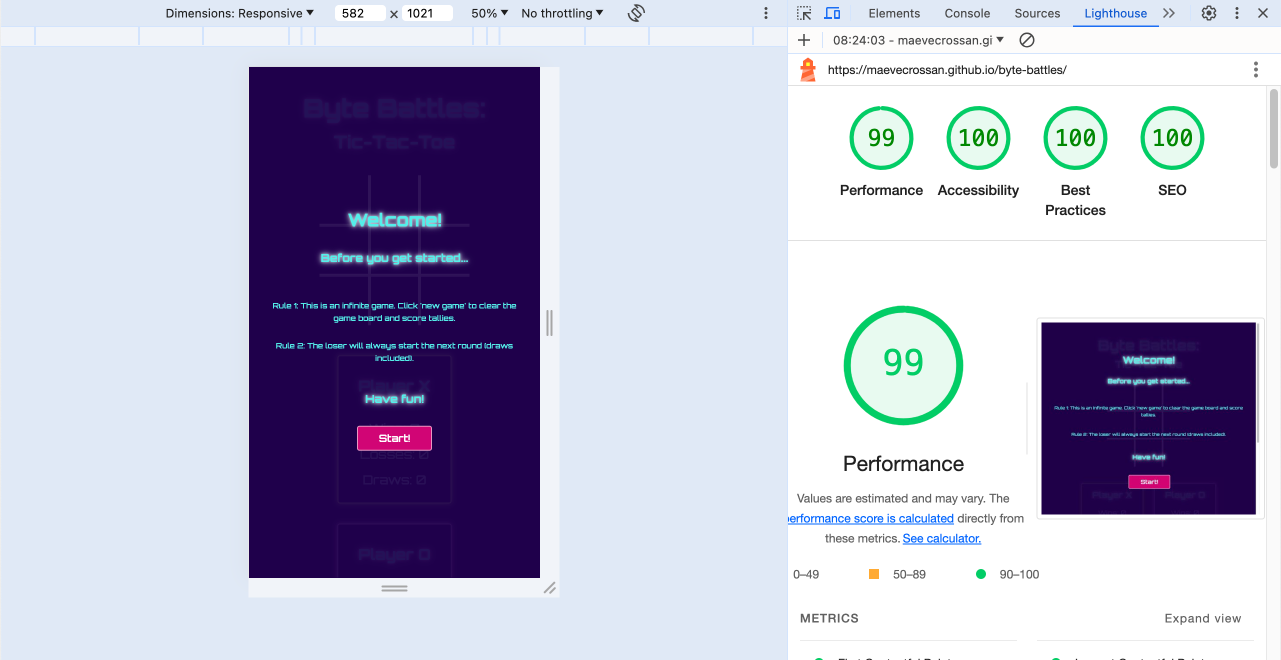 Dimensions: Responsive 582 x 1021 50% No throttling
Byte Battles:
Tic-Tac-Toe
Welcome!
Before you get started...
Rule 1: This is an infinite game. Click 'new game' to clear the
game board and score tallies.
Rule 2: The loser will always start the next round (draws
included).
Player X
Have fun!
Start!
Losses: 0
Draws: 0
Player O
Elements Console Sources Lighthouse
08:24:03 - maevecrossan.gi
https://maevecrossan.github.io/byte-battles/
99 100 100 100
Performance Accessibility Best
Practices SEO
99
Performance
Values are estimated and may vary. The
performance score is calculated directly from
these metrics. See calculator.
Byte Battles:
Welcome!
Before you get started...
Rule 1: This is an infinite game. Click 'new game' to clear the game board and score
tallies.
Rule 2: The loser will always start the next round (draws included).
Have fun!
Start!
Player X Player O
0–49 50–89 90–100
METRICS Expand view